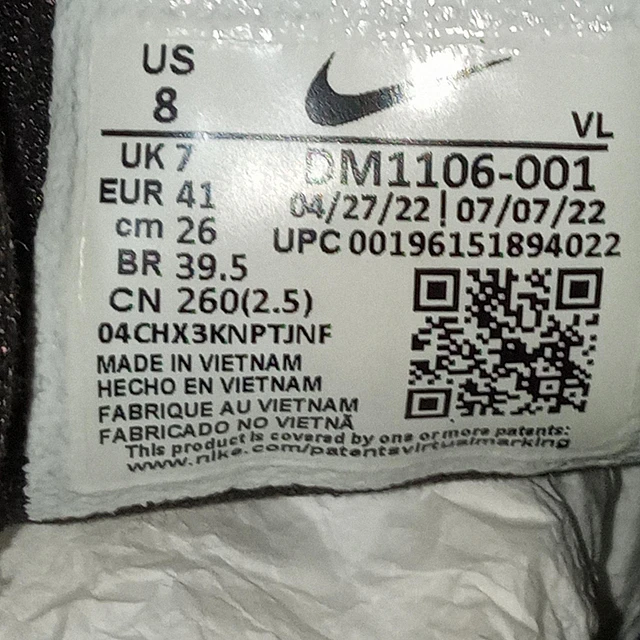 US
8
VL
UK 7
DM1106-001
EUR 41
04/27/22 | 07/07/22
cm 26
UPC 00196151894022
BR 39.5
CN 260(2.5)
04CHX3KNPTJNF
MADE IN VIETNAM
HECHO EN VIETNAM
FABRIQUE AU VIETNAM
FABRICADO NO VIETNÃ
This product is covered by one or more patents:
www.nike.com/patentsvirtualmarking